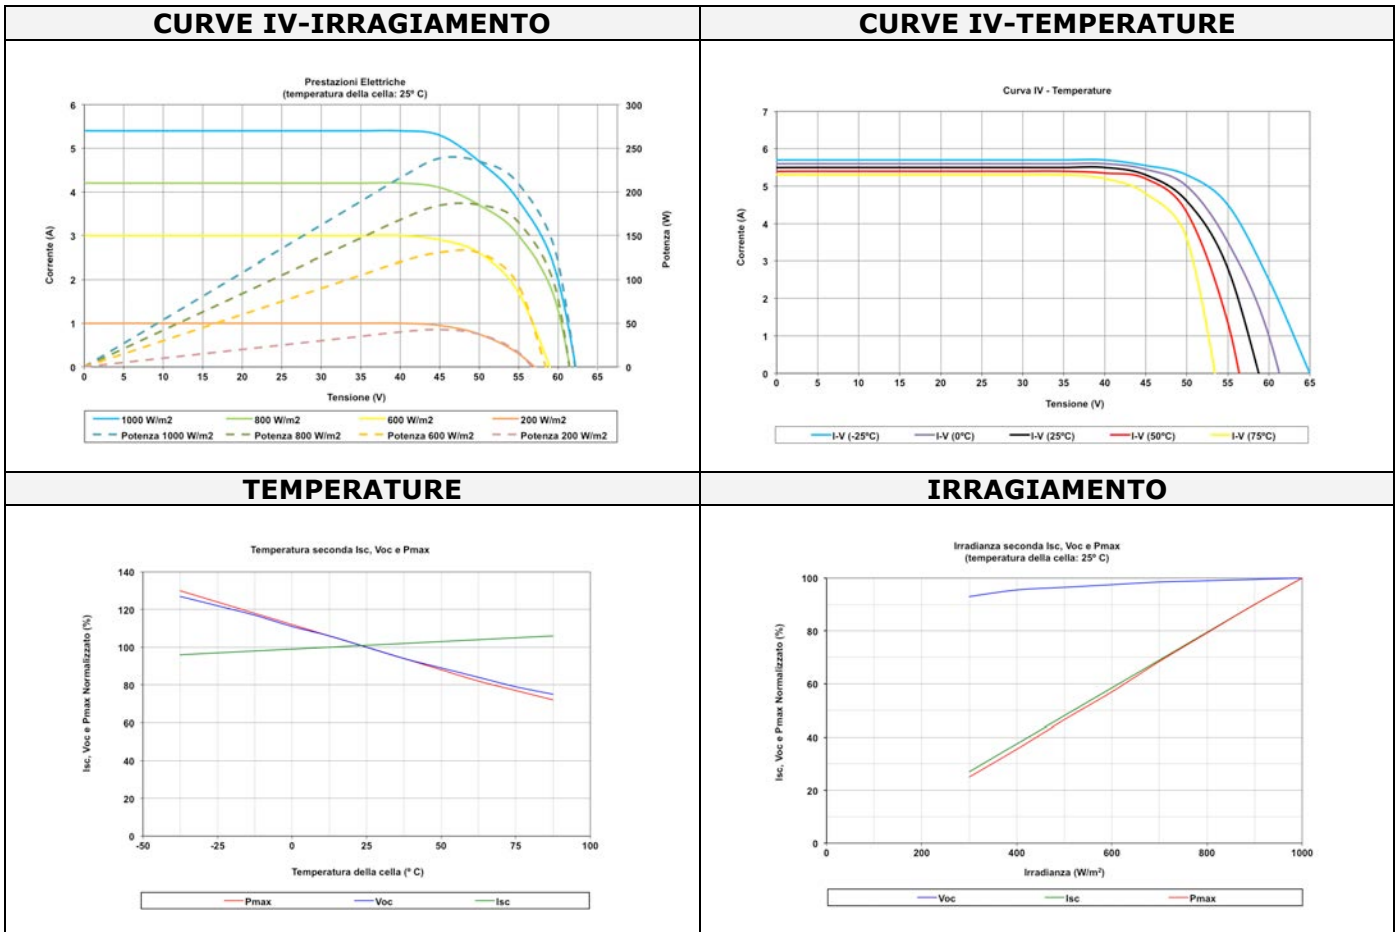 CURVE IV-IRRAGIAMENTO
CURVE IV-TEMPERATURE
Prestazioni Elettriche
(temperatura della cella: 25º C)
6
5
4
3
2
1
0
300
250
200
150
100
50
0
Corrente (A)
Potenza (W)
0 5 10 15 20 25 30 35 40 45 50 55 60 65
Tensione (V)
1000 W/m2 800 W/m2 600 W/m2 200 W/m2
Potenza 1000 W/m2 Potenza 800 W/m2 Potenza 600 W/m2 Potenza 200 W/m2
Curva IV - Temperature
7
6
5
4
3
2
1
0
Corrente (A)
0 5 10 15 20 25 30 35 40 45 50 55 60 65
Tensione (V)
I-V (-25ºC) I-V (0ºC) I-V (25ºC) I-V (50ºC) I-V (75ºC)
TEMPERATURE
IRRAGIAMENTO
Temperatura seconda Isc, Voc e Pmax
140
120
100
80
60
40
20
0
Isc, Voc e Pmax Normalizzato (%)
-50 -25 0 25 50 75 100
Temperatura della cella (º C)
Pmax Voc Isc
Irradianza seconda Isc, Voc e Pmax
(temperatura della cella: 25º C)
100
80
60
40
20
0
Isc, Voc e Pmax Normalizzato (%)
0 200 400 600 800 1000
Irradianza (W/m²)
Voc Isc Pmax